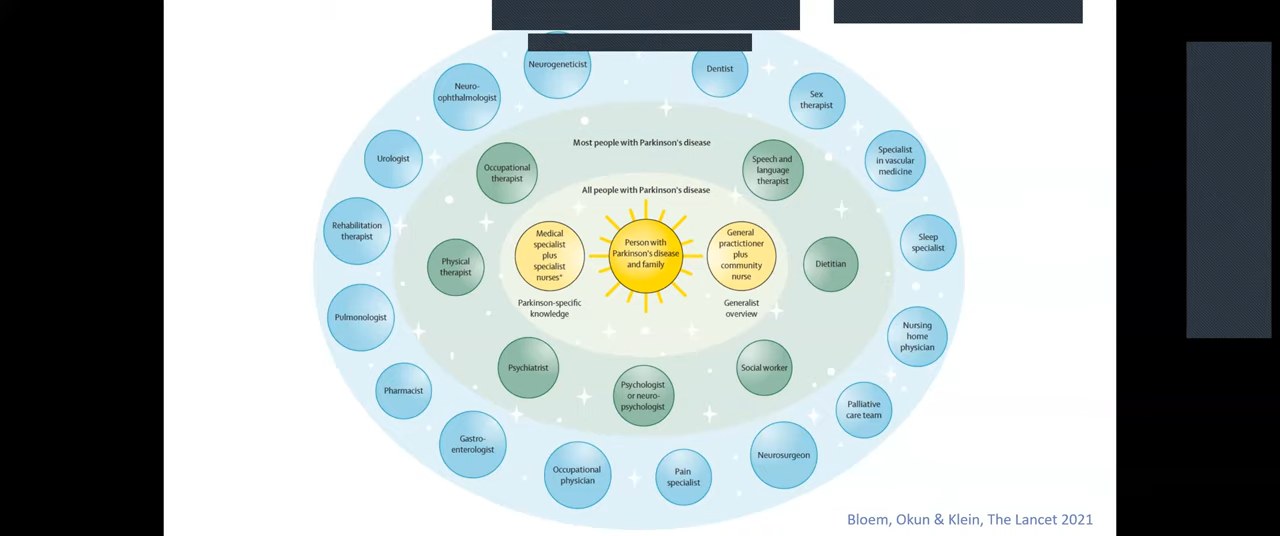 Neurogeneticist
Dentist
Neuro-
ophthalmologist
Sex
therapist
Most people with Parkinson's disease
Urologist
Occupational
therapist
Speech and
language
therapist
Specialist
in vascular
medicine
All people with Parkinson's disease
Rehabilitation
therapist
Physical
therapist
Medical
specialist
plus
specialist
nurses*
Person with
Parkinson's disease
and family
General
practictioner
plus
community
nurse
Dietitian
Sleep
specialist
Parkinson-specific
knowledge
Generalist
overview
Pulmonologist
Nursing
home
physician
Psychiatrist
Psychologist
or neuro-
psychologist
Social worker
Pharmacist
Palliative
care team
Gastro-
enterologist
Occupational
physician
Pain
specialist
Neurosurgeon
Bloem, Okun & Klein, The Lancet 2021